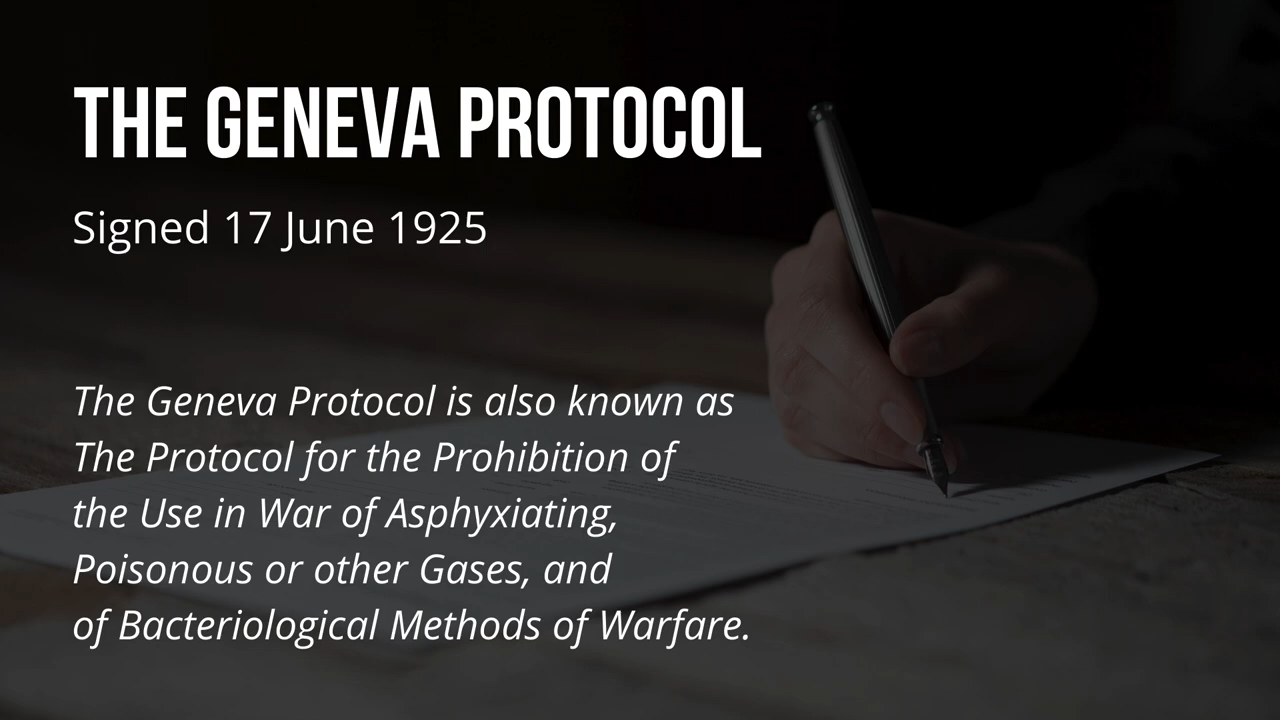 THE GENEVA PROTOCOL
Signed 17 June 1925
The Geneva Protocol is also known as
The Protocol for the Prohibition of
the Use in War of Asphyxiating,
Poisonous or other Gases, and
of Bacteriological Methods of Warfare.